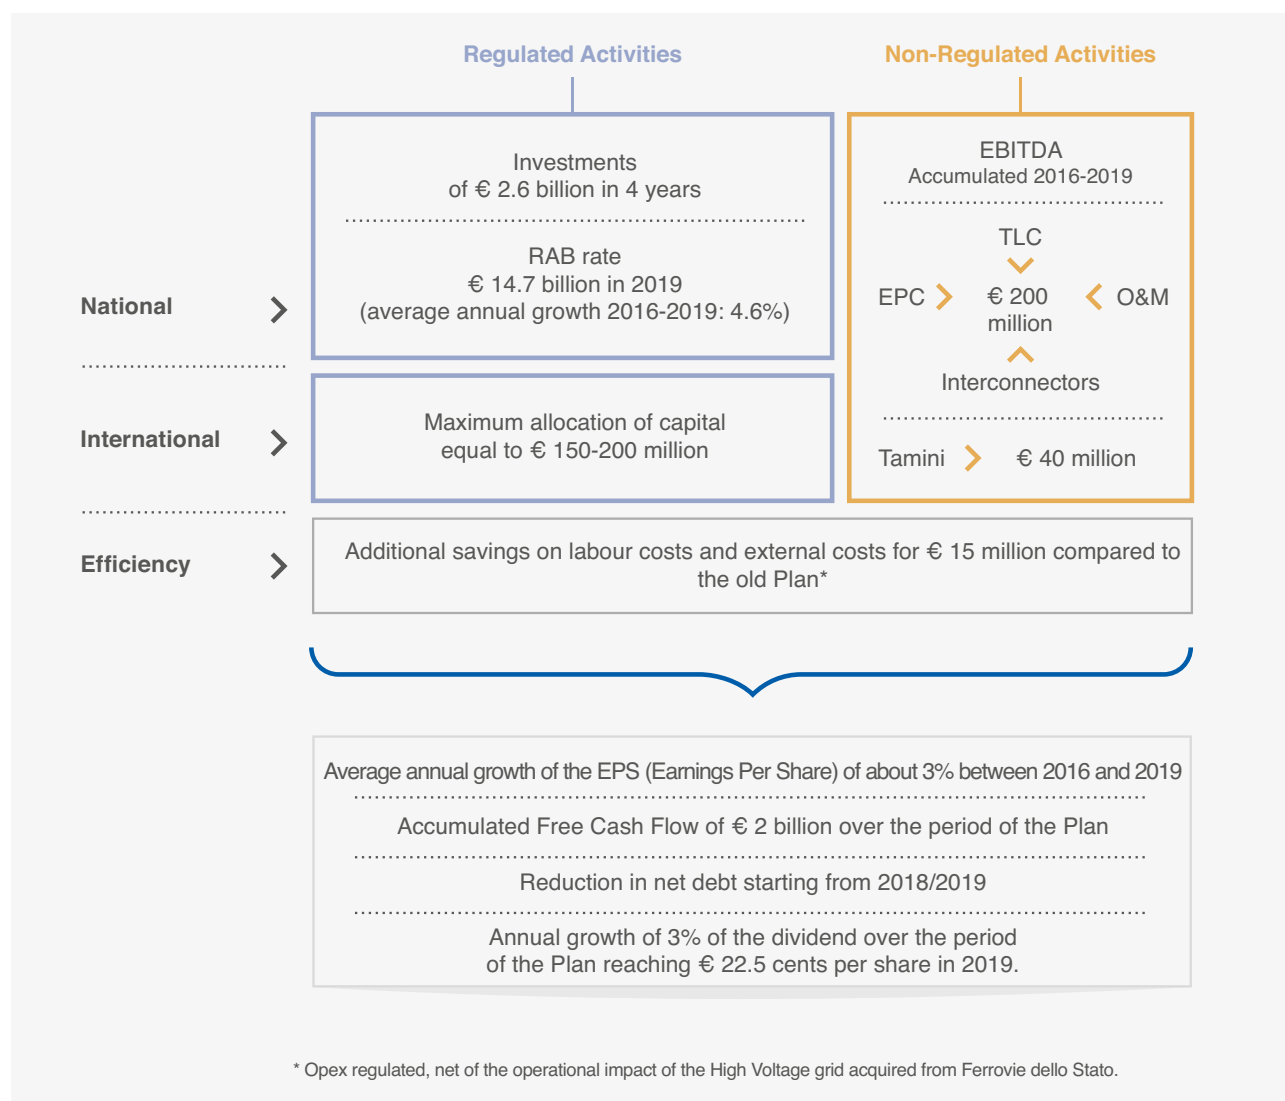 Regulated Activities
Non-Regulated Activities
National
International
Efficiency
Investments
of € 2.6 billion in 4 years
RAB rate
€ 14.7 billion in 2019
(average annual growth 2016-2019: 4.6%)
Maximum allocation of capital
equal to € 150-200 million
EBITDA
Accumulated 2016-2019
TLC
EPC
€ 200
million
O&M
Interconnectors
Tamini
€ 40 million
Additional savings on labour costs and external costs for € 15 million compared to
the old Plan*
Average annual growth of the EPS (Earnings Per Share) of about 3% between 2016 and 2019
Accumulated Free Cash Flow of € 2 billion over the period of the Plan
Reduction in net debt starting from 2018/2019
Annual growth of 3% of the dividend over the period
of the Plan reaching € 22.5 cents per share in 2019.
* Opex regulated, net of the operational impact of the High Voltage grid acquired from Ferrovie dello Stato.